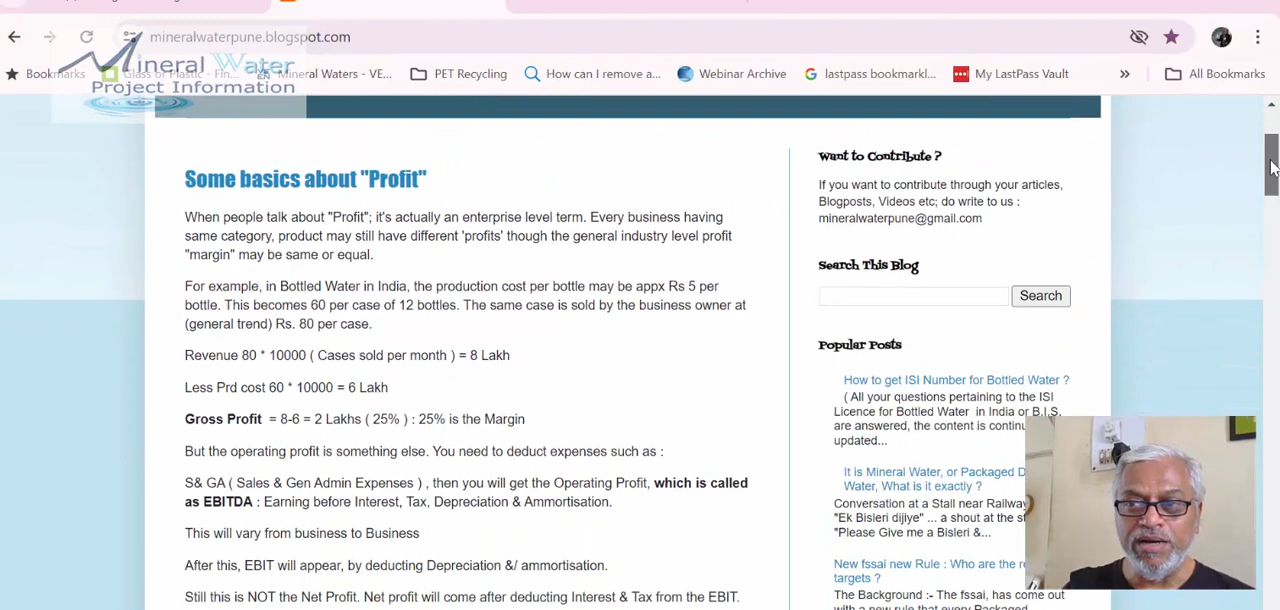 mineralwaterpune.blogspot.com
Mineral Water
Project Information
Bookmarks
Glass or Plastic - Fin...
Mineral Waters - VE...
PET Recycling
How can I remove a...
Webinar Archive
lastpass bookmarkl...
My LastPass Vault
»
All Bookmarks
Some basics about "Profit"
When people talk about "Profit"; it's actually an enterprise level term. Every business having
same category, product may still have different 'profits' though the general industry level profit
"margin" may be same or equal.
For example, in Bottled Water in India, the production cost per bottle may be appx Rs 5 per
bottle. This becomes 60 per case of 12 bottles. The same case is sold by the business owner at
(general trend) Rs. 80 per case.
Revenue 80 * 10000 ( Cases sold per month ) = 8 Lakh
Less Prd cost 60 * 10000 = 6 Lakh
Gross Profit = 8-6 = 2 Lakhs ( 25% ) : 25% is the Margin
But the operating profit is something else. You need to deduct expenses such as :
S& GA ( Sales & Gen Admin Expenses ) , then you will get the Operating Profit, which is called
as EBITDA : Earning before Interest, Tax, Depreciation & Ammortisation.
This will vary from business to Business
After this, EBIT will appear, by deducting Depreciation &/ ammortisation.
Still this is NOT the Net Profit. Net profit will come after deducting Interest & Tax from the EBIT.
Want to Contribute ?
If you want to contribute through your articles,
Blogposts, Videos etc; do write to us :
mineralwaterpune@gmail.com
Search This Blog
Search
Popular Posts
How to get ISI Number for Bottled Water ?
( All your questions pertaining to the ISI
Licence for Bottled Water in India or B.I.S.
are answered, the content is contin
updated...
It is Mineral Water, or Packaged D
Water, What is it exactly ?
Conversation at a Stall near Railway
"Ek Bisleri dijiye" ... a shout at the st
"Please Give me a Bisleri &...
New fssai new Rule : Who are the re
targets ?
The Background :- The fssai, has come
out with a new rule that every Packaged